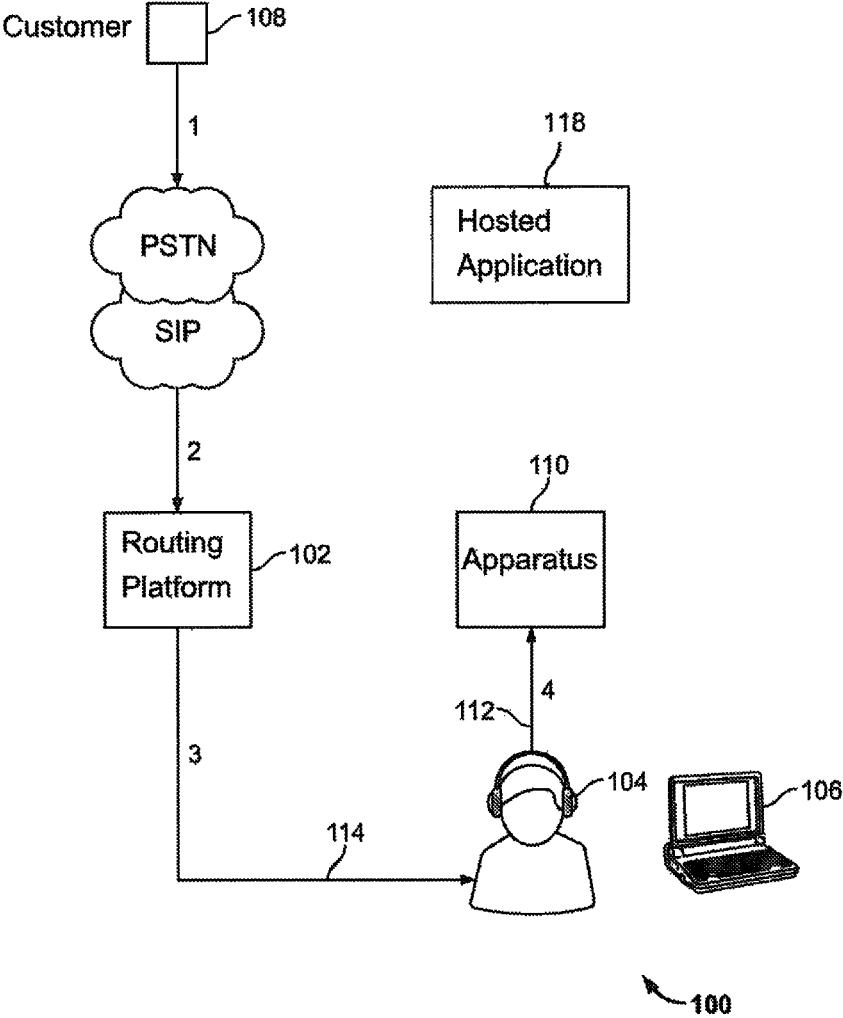 Customer
108
1
118
PSTN
Hosted
Application
SIP
2
110
Routing
Platform
102
Apparatus
4
112
3
104
106
114
100